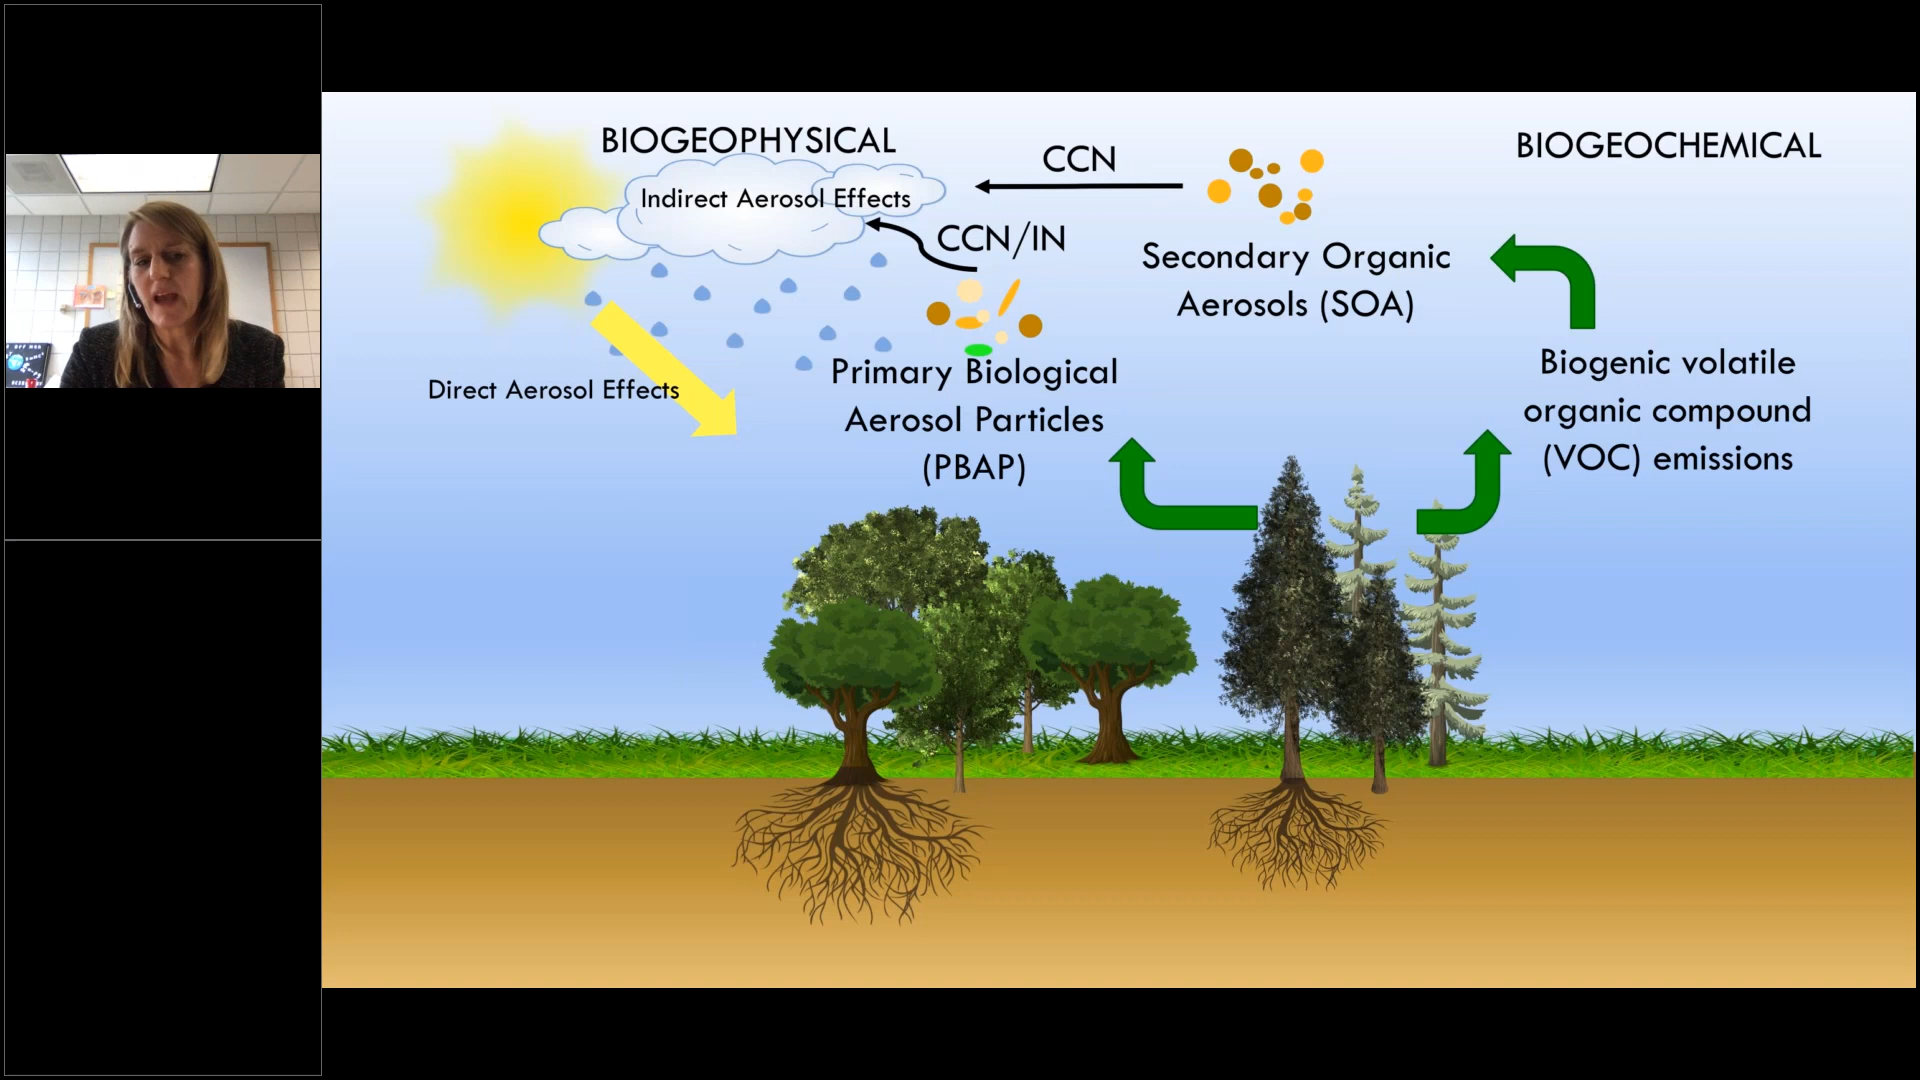 BIOGEOPHYSICAL
Indirect Aerosol Effects
CCN
BIOGEOCHEMICAL
CCN/IN
Secondary Organic
Aerosols (SOA)
Direct Aerosol Effects
Primary Biological
Aerosol Particles
(PBAP)
Biogenic volatile
organic compound
(VOC) emissions